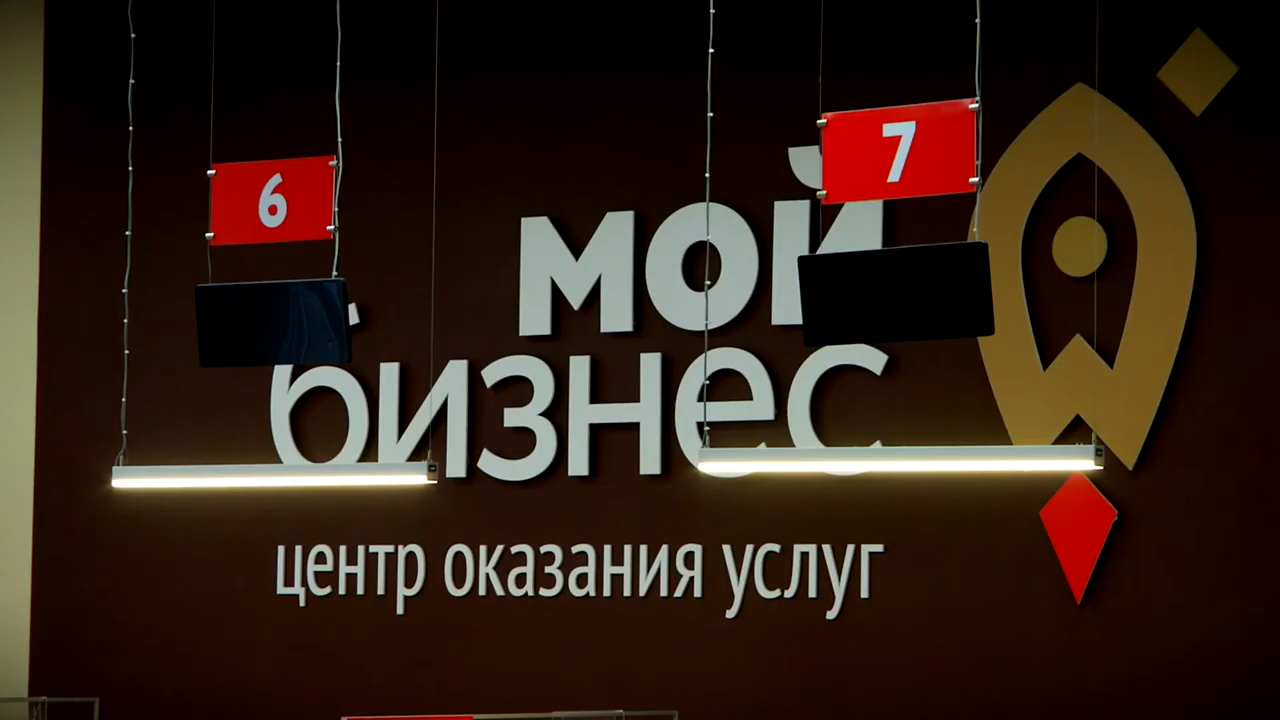 6
7
мой
бизнес
центр оказания услуг